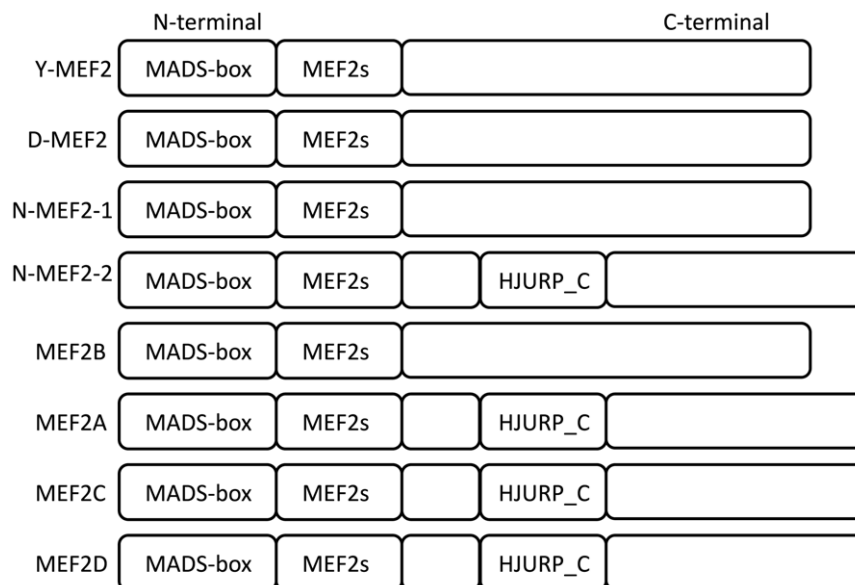 N-terminal C-terminal
Y-MEF2 MADS-box MEF2s
D-MEF2 MADS-box MEF2s
N-MEF2-1 MADS-box MEF2s
N-MEF2-2 MADS-box MEF2s HJURP_C
MEF2B MADS-box MEF2s
MEF2A MADS-box MEF2s HJURP_C
MEF2C MADS-box MEF2s HJURP_C
MEF2D MADS-box MEF2s HJURP_C